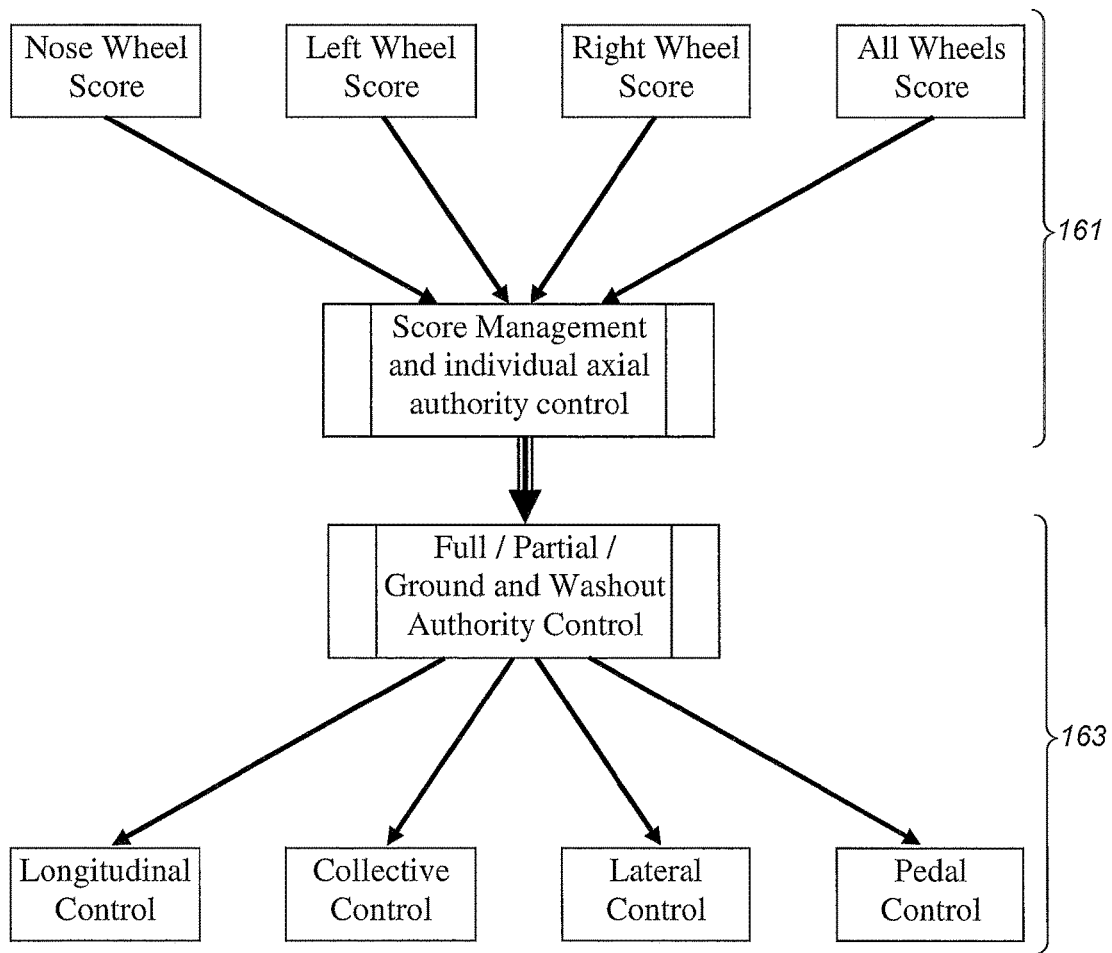 Nose Wheel
Score
Left Wheel
Score
Right Wheel
Score
All Wheels
Score
161
Score Management
and individual axial
authority control
Full / Partial /
Ground and Washout
Authority Control
163
Longitudinal
Control
Collective
Control
Lateral
Control
Pedal
Control